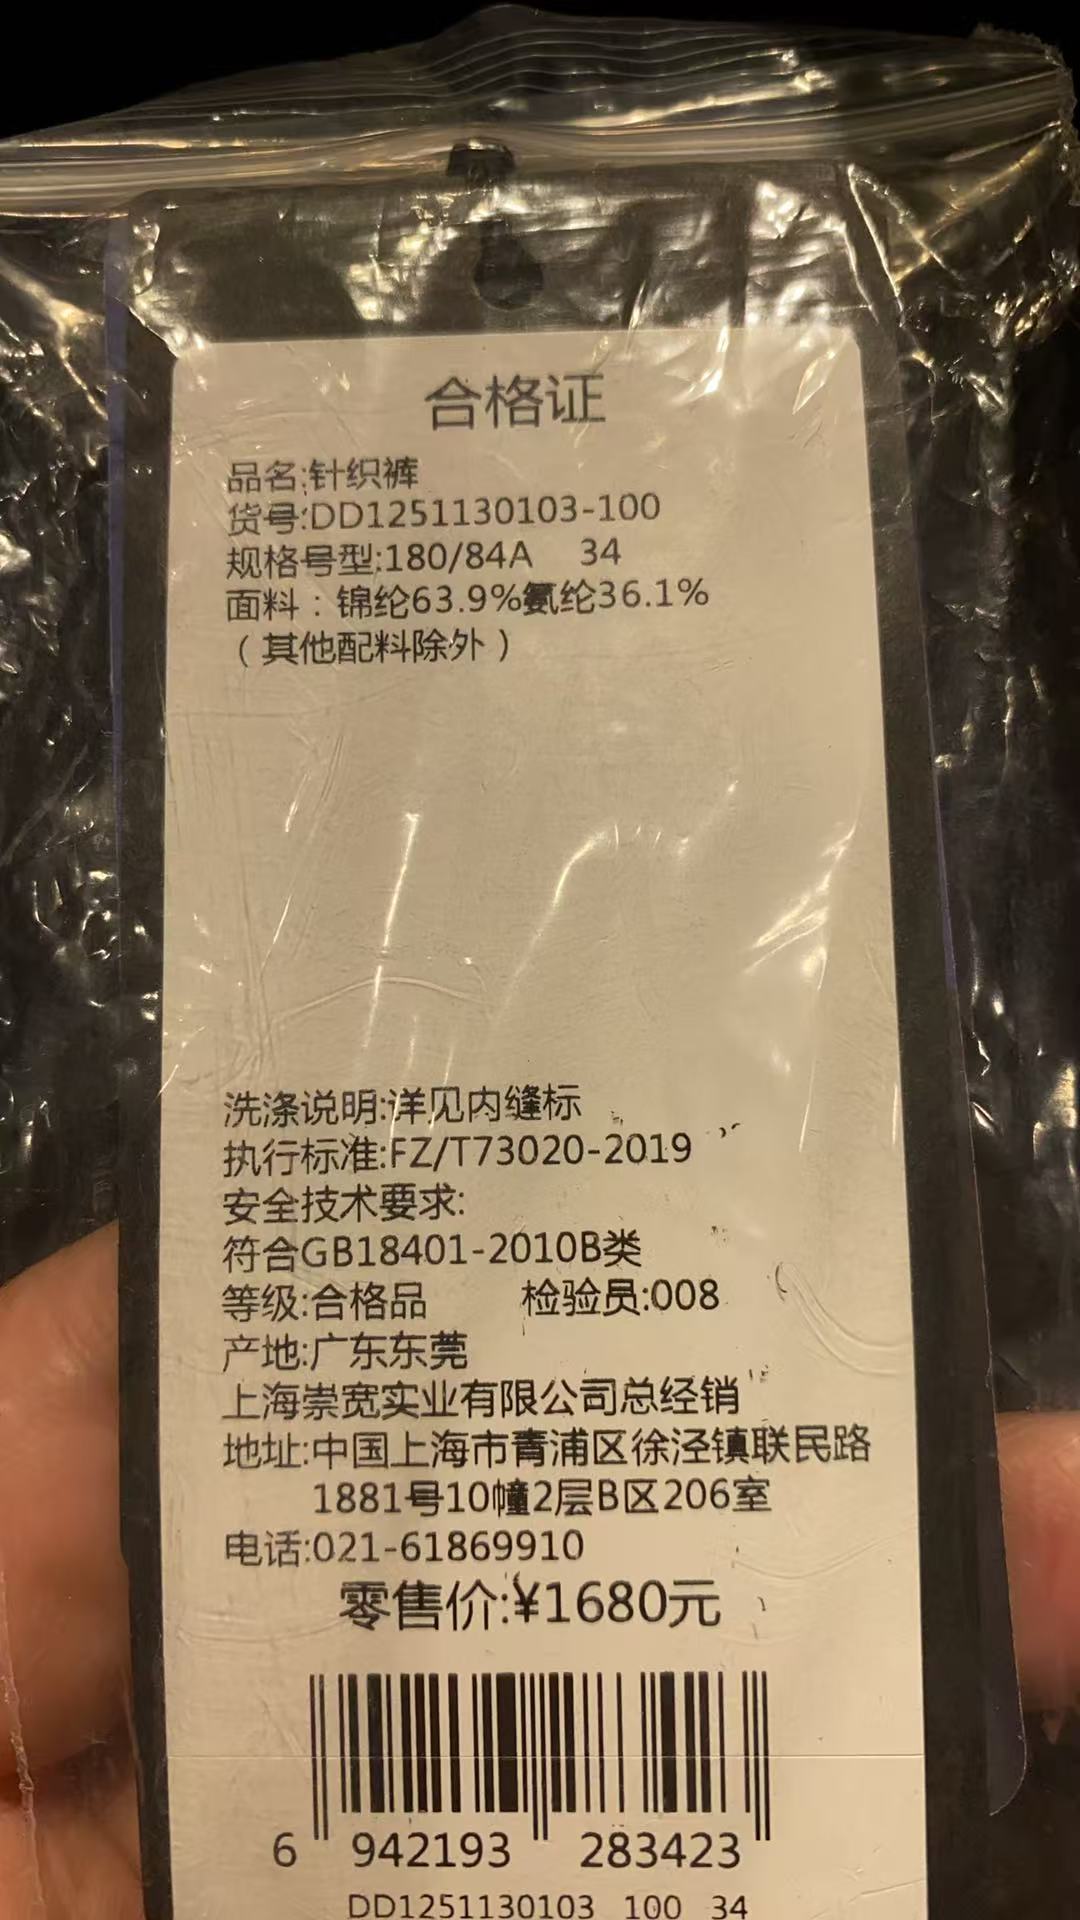 合格证
品名:针织裤
货号:DD1251130103-100
规格号型:180/84A 34
面料：锦纶63.9%氨纶36.1%
（其他配料除外）
洗涤说明:详见内缝标
执行标准:FZ/T73020-2019
安全技术要求:
符合GB18401-2010B类
等级:合格品 检验员:008
产地:广东东莞
上海崇宽实业有限公司总经销
地址:中国上海市青浦区徐泾镇联民路
1881号10幢2层B区206室
电话:021-61869910
零售价:¥1680元
6 942193 283423
DD1251130103 100 34